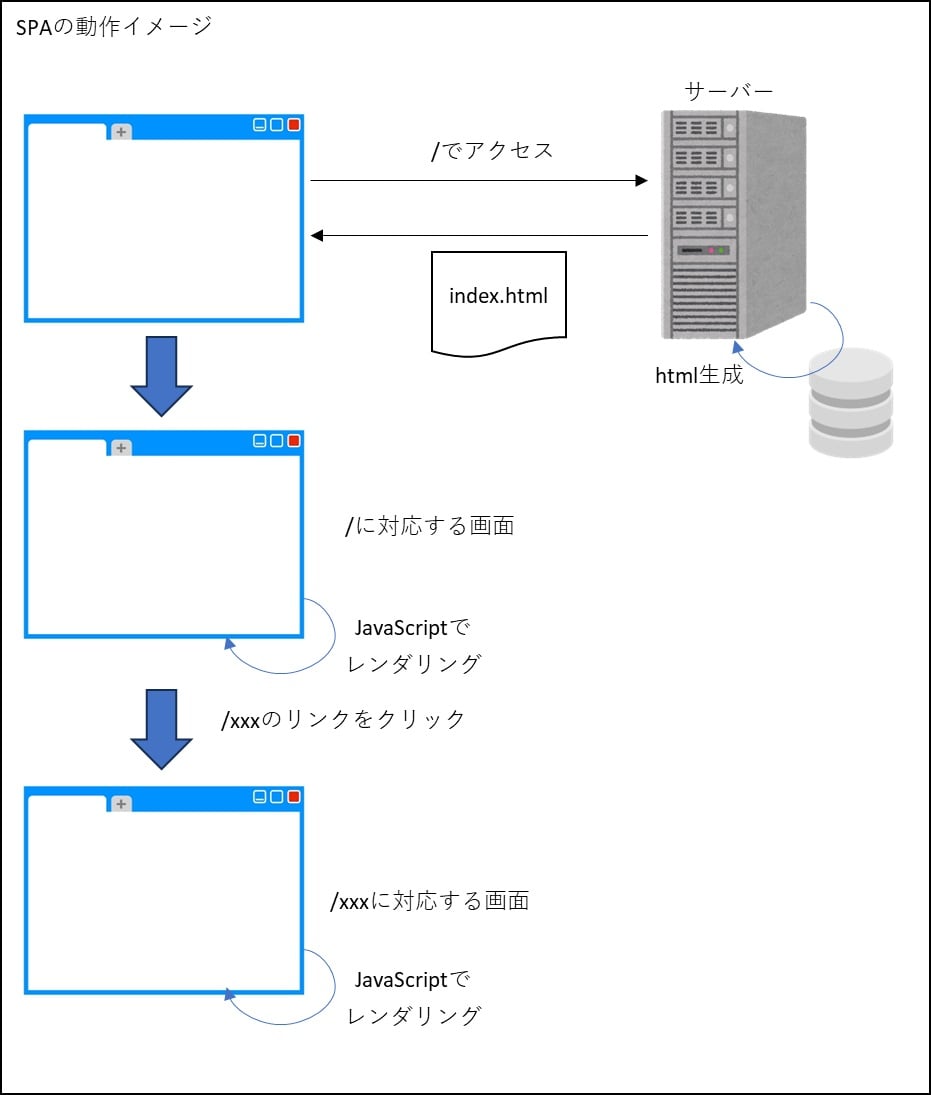 SPAの動作イメージ
サーバー
/でアクセス
index.html
html生成
/に対応する画面
JavaScriptで
レンダリング
/xxxのリンクをクリック
/xxxに対応する画面
JavaScriptで
レンダリング